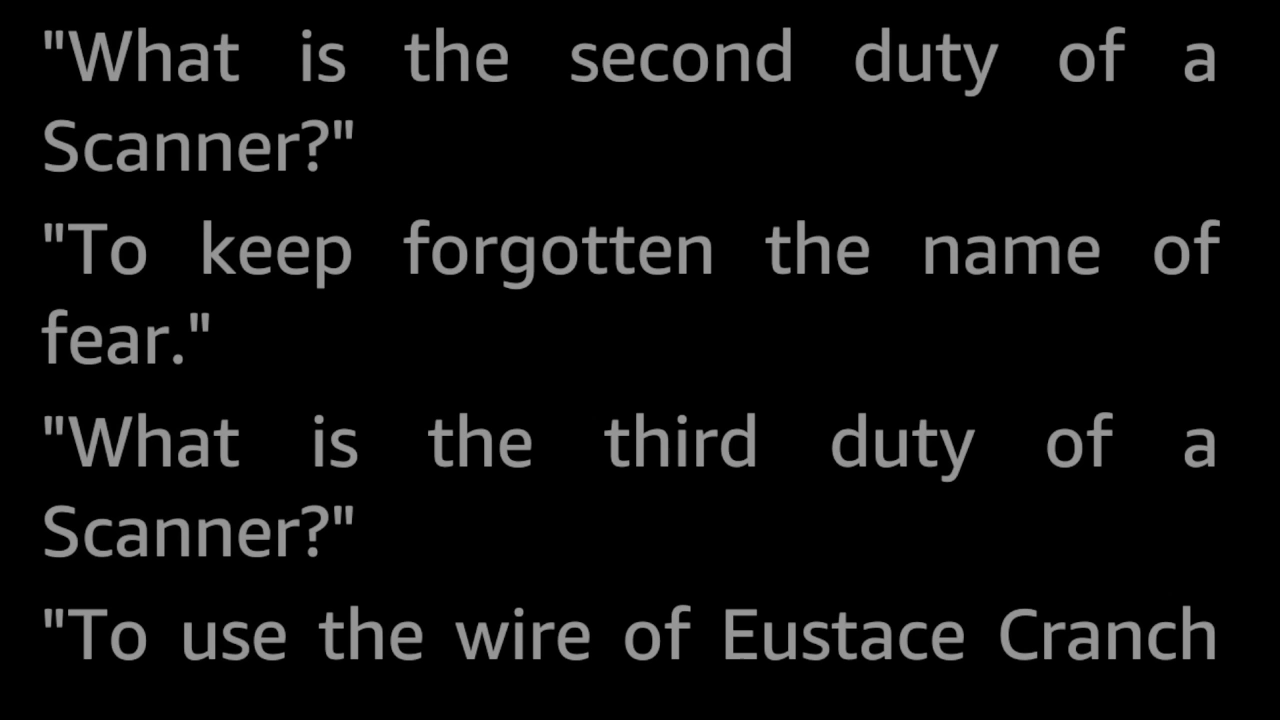 "What is the second duty of a
Scanner?"
"To keep forgotten the name of
fear."
"What is the third duty of a
Scanner?"
"To use the wire of Eustace Cranch